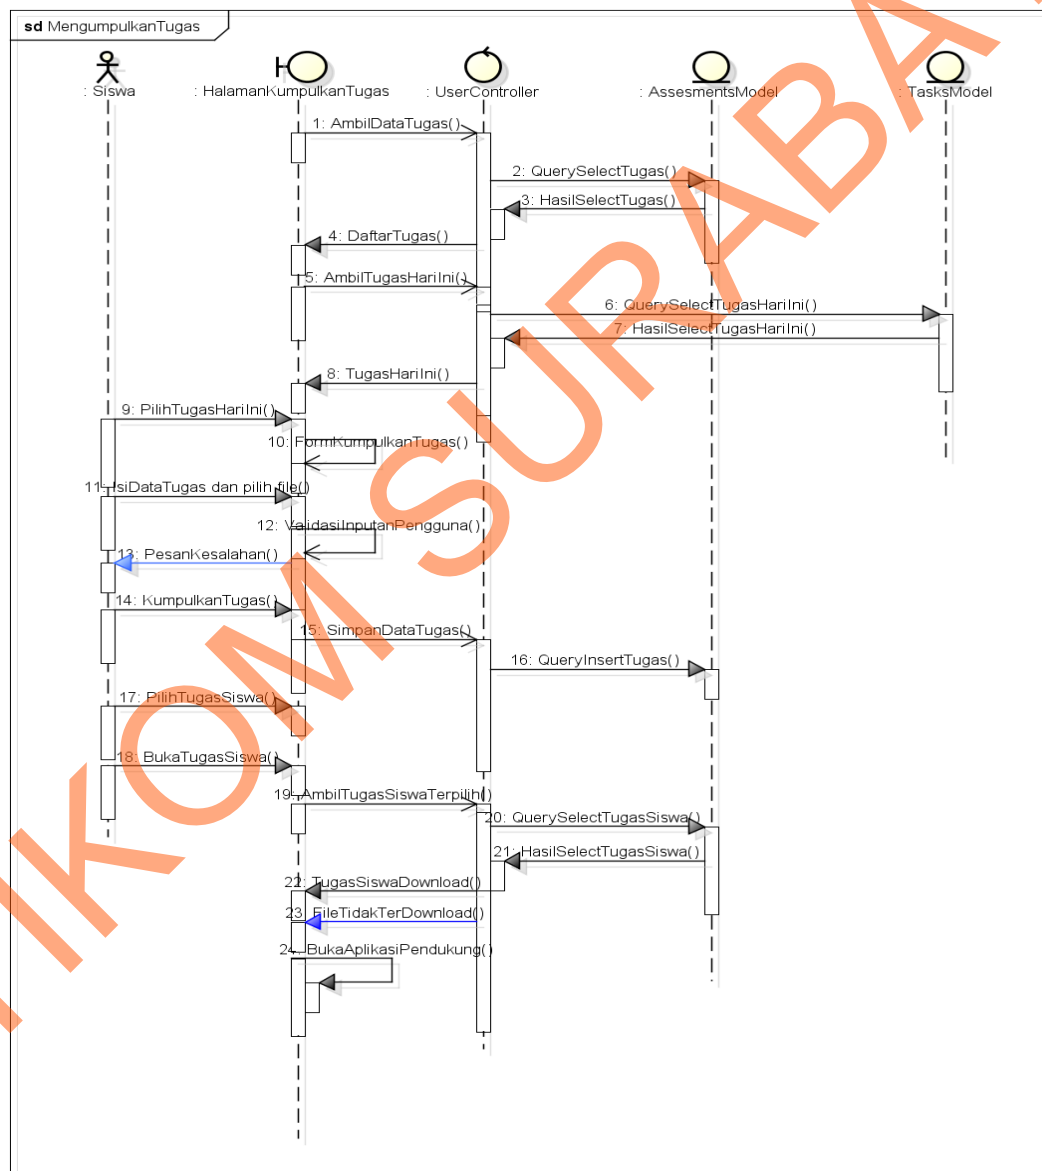 sd MengumpulkanTugas
: Siswa
: HalamanKumpulkanTugas
: UserController
: AssesmentsModel
: TasksModel
1: AmbilDataTugas()
2: QuerySelectTugas()
3: HasilSelectTugas()
4: DaftarTugas()
5: AmbilTugasHariIni()
6: QuerySelectTugasHariIni()
7: HasilSelectTugasHariIni()
8: TugasHariIni()
9: PilihTugasHariIni()
10: FormKumpulkanTugas()
11: IsiDataTugas dan pilih file()
12: ValidasiInputanPengguna()
13: PesanKesalahan()
14: KumpulkanTugas()
15: SimpanDataTugas()
16: QueryInsertTugas()
17: PilihTugasSiswa()
18: BukaTugasSiswa()
19: AmbilTugasSiswaTerpilih()
20: QuerySelectTugasSiswa()
21: HasilSelectTugasSiswa()
22: TugasSiswaDownload()
23: FileTidakTerDownload()
24: BukaAplikasiPendukung()
IKOM SURABA